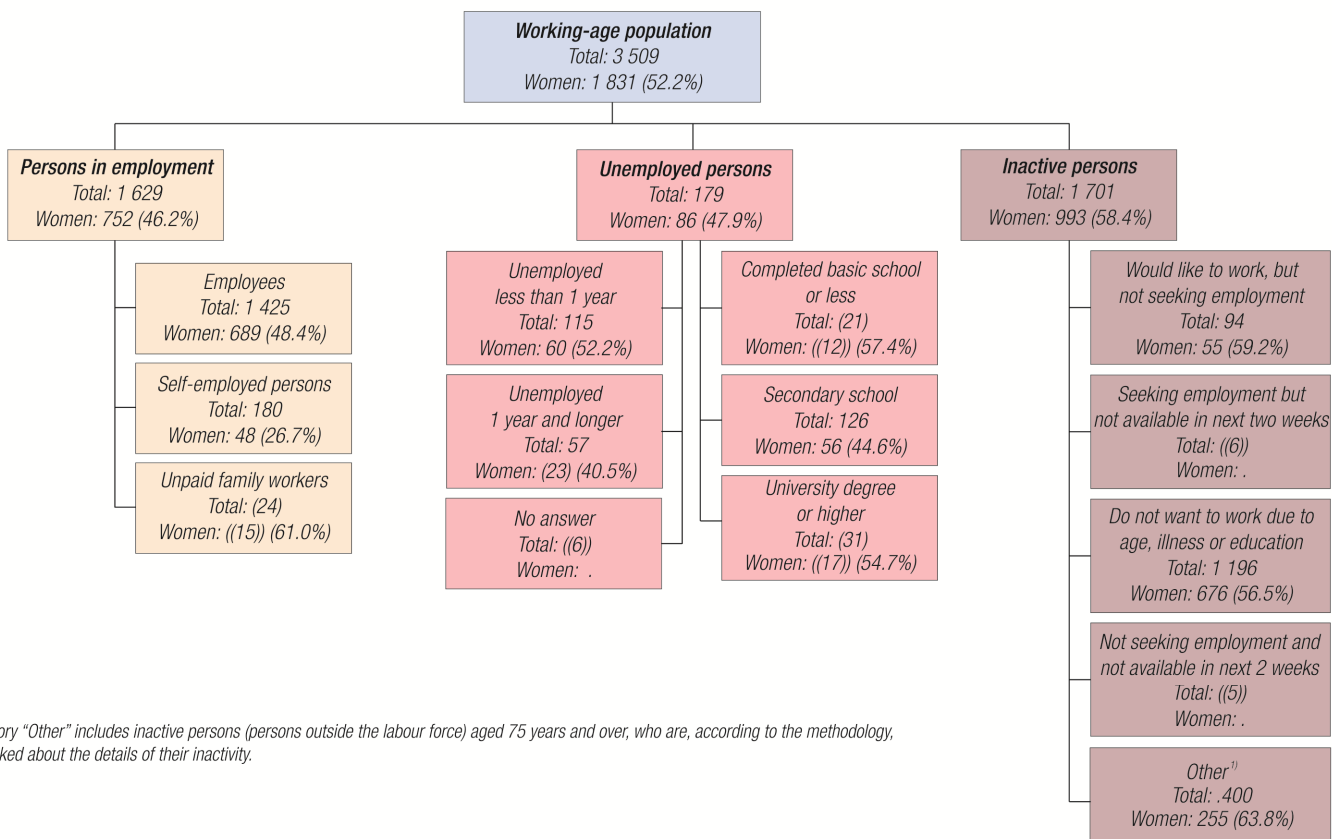 Working-age population
Total: 3 509
Women: 1 831 (52.2%)
Persons in employment
Total: 1 629
Women: 752 (46.2%)
Employees
Total: 1 425
Women: 689 (48.4%)
Self-employed persons
Total: 180
Women: 48 (26.7%)
Unpaid family workers
Total: (24)
Women: ((15)) (61.0%)
Unemployed persons
Total: 179
Women: 86 (47.9%)
Unemployed
less than 1 year
Total: 115
Women: 60 (52.2%)
Unemployed
1 year and longer
Total: 57
Women: (23) (40.5%)
No answer
Total: ((6))
Women: .
Completed basic school
or less
Total: (21)
Women: ((12)) (57.4%)
Secondary school
Total: 126
Women: 56 (44.6%)
University degree
or higher
Total: (31)
Women: ((17)) (54.7%)
Inactive persons
Total: 1 701
Women: 993 (58.4%)
Would like to work, but
not seeking employment
Total: 94
Women: 55 (59.2%)
Seeking employment but
not available in next two weeks
Total: ((6))
Women: .
Do not want to work due to
age, illness or education
Total: 1 196
Women: 676 (56.5%)
Not seeking employment and
not available in next 2 weeks
Total: ((5))
Women: .
Other 1)
Total: .400
Women: 255 (63.8%)
ory “Other” includes inactive persons (persons outside the labour force) aged 75 years and over, who are, according to the methodology,
ked about the details of their inactivity.